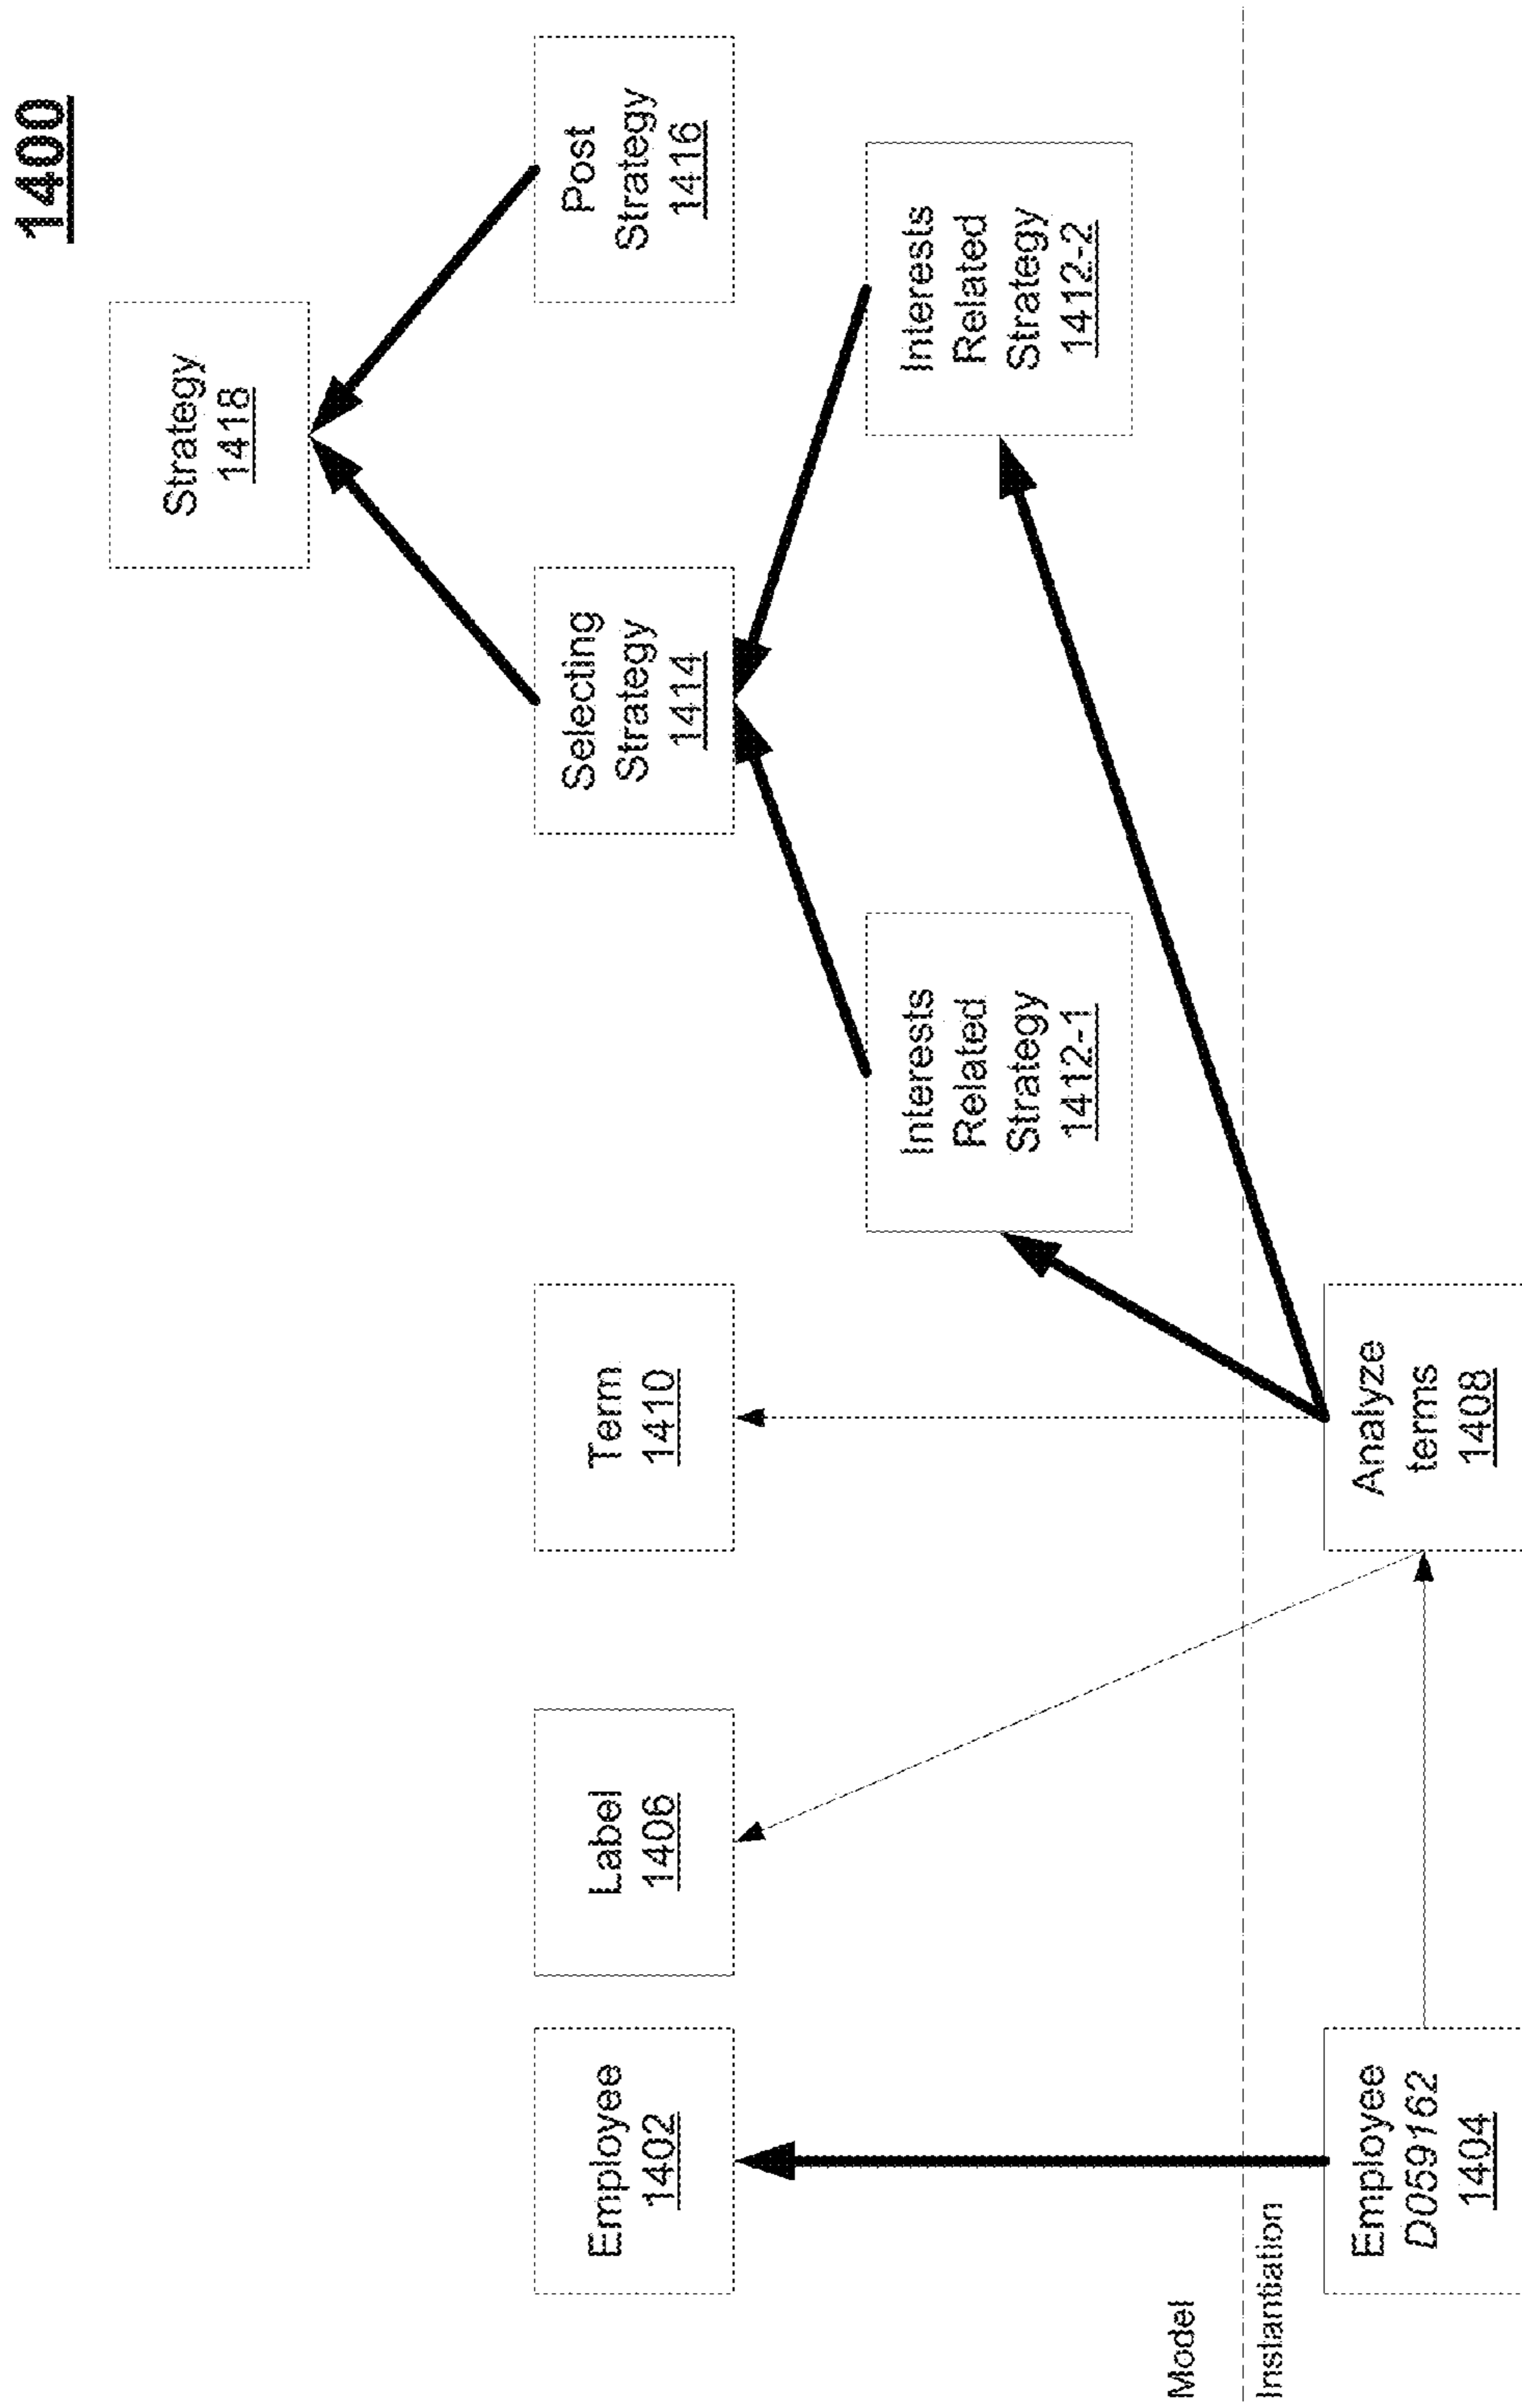 1400
Strategy
1418
Employee
1402
Label
1406
Term
1410
Selecting
Strategy
1414
Post
Strategy
1416
Interests
Related
Strategy
1412-1
Interests
Related
Strategy
1412-2
Model
Instantiation
Employee
D059162
1404
Analyze
terms
1408